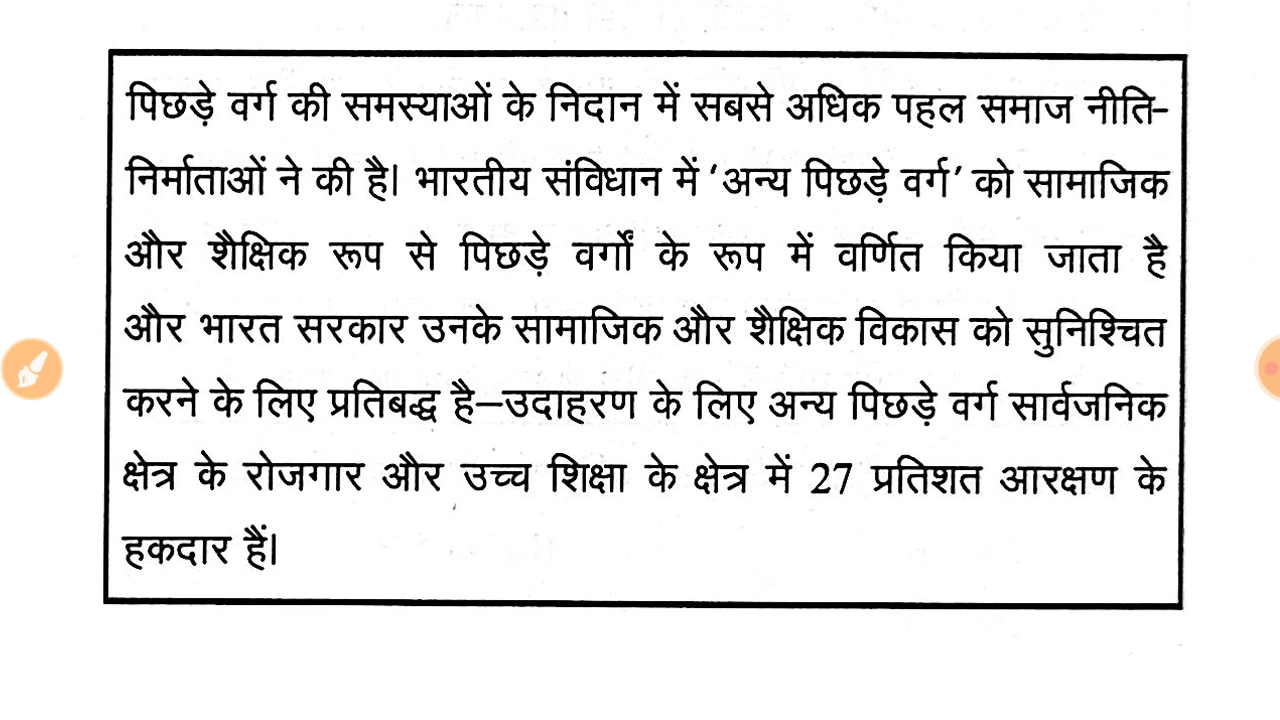 पिछड़े वर्ग की समस्याओं के निदान में सबसे अधिक पहल समाज नीति-
निर्माताओं ने की है। भारतीय संविधान में ‘अन्य पिछड़े वर्ग’ को सामाजिक
और शैक्षिक रूप से पिछड़े वर्गों के रूप में वर्णित किया जाता है
और भारत सरकार उनके सामाजिक और शैक्षिक विकास को सुनिश्चित
करने के लिए प्रतिबद्ध है—उदाहरण के लिए अन्य पिछड़े वर्ग सार्वजनिक
क्षेत्र के रोजगार और उच्च शिक्षा के क्षेत्र में 27 प्रतिशत आरक्षण के
हकदार हैं।